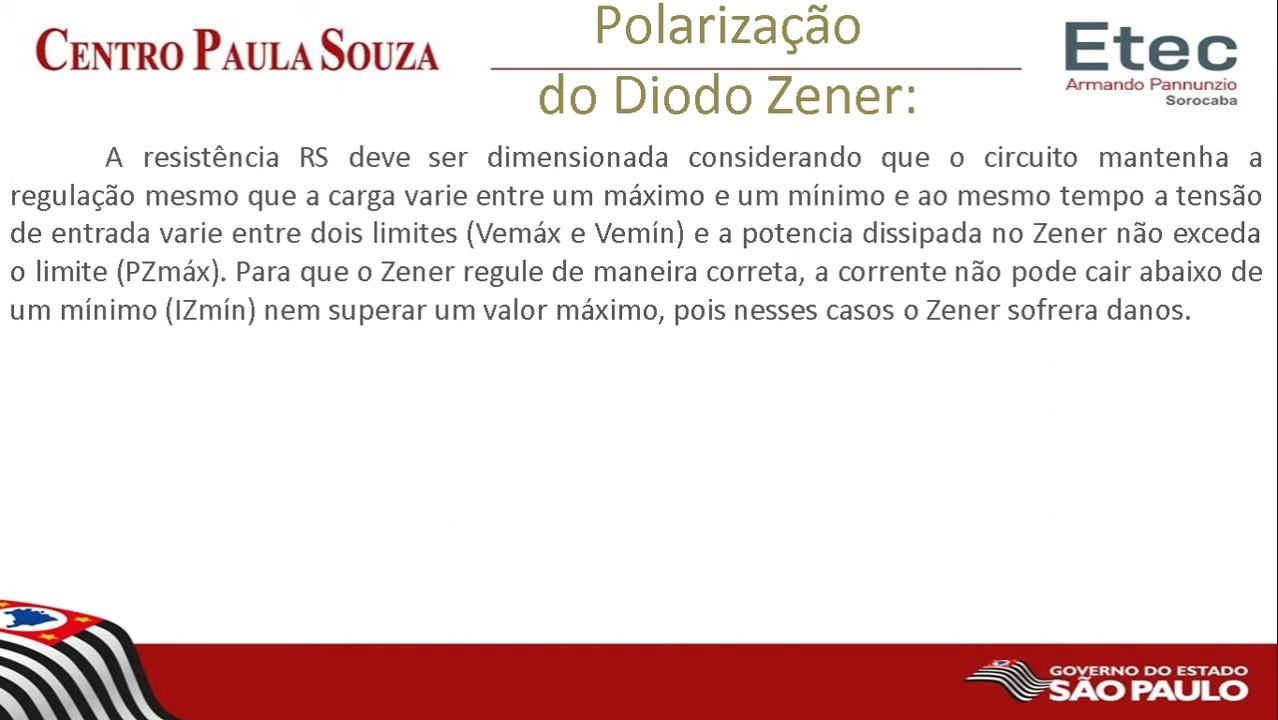 CENTRO PAULA SOUZA
Polarização
do Diodo Zener:
Etec
Armando Pannunzio
Sorocaba
A resistência RS deve ser dimensionada considerando que o circuito mantenha a
regulação mesmo que a carga varie entre um máximo e um mínimo e ao mesmo tempo a tensão
de entrada varie entre dois limites (Vemáx e Vemín) e a potencia dissipada no Zener não exceda
o limite (PZmáx). Para que o Zener regule de maneira correta, a corrente não pode cair abaixo de
um mínimo (IZmín) nem superar um valor máximo, pois nesses casos o Zener sofrera danos.
GOVERNO DO ESTADO
SÃO PAULO